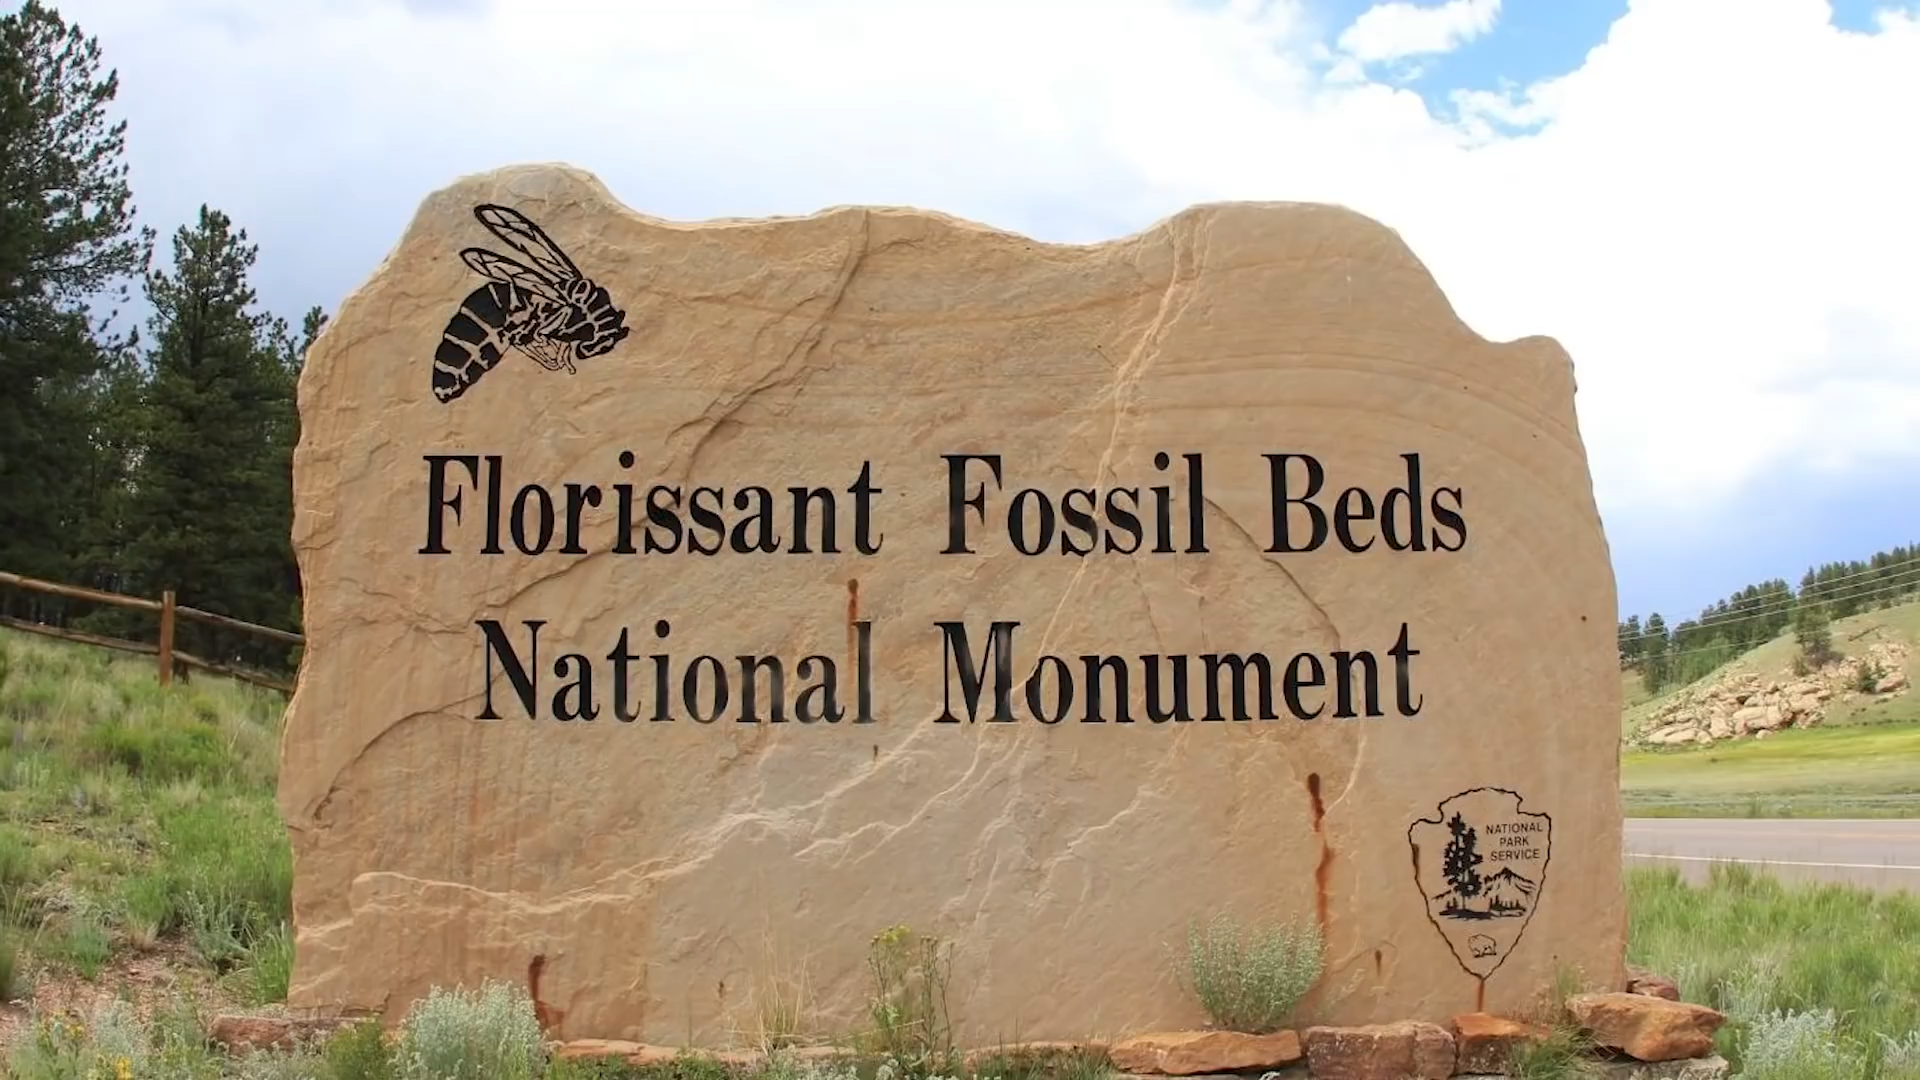 Florissant Fossil Beds
National Monument
NATIONAL
PARK
SERVICE